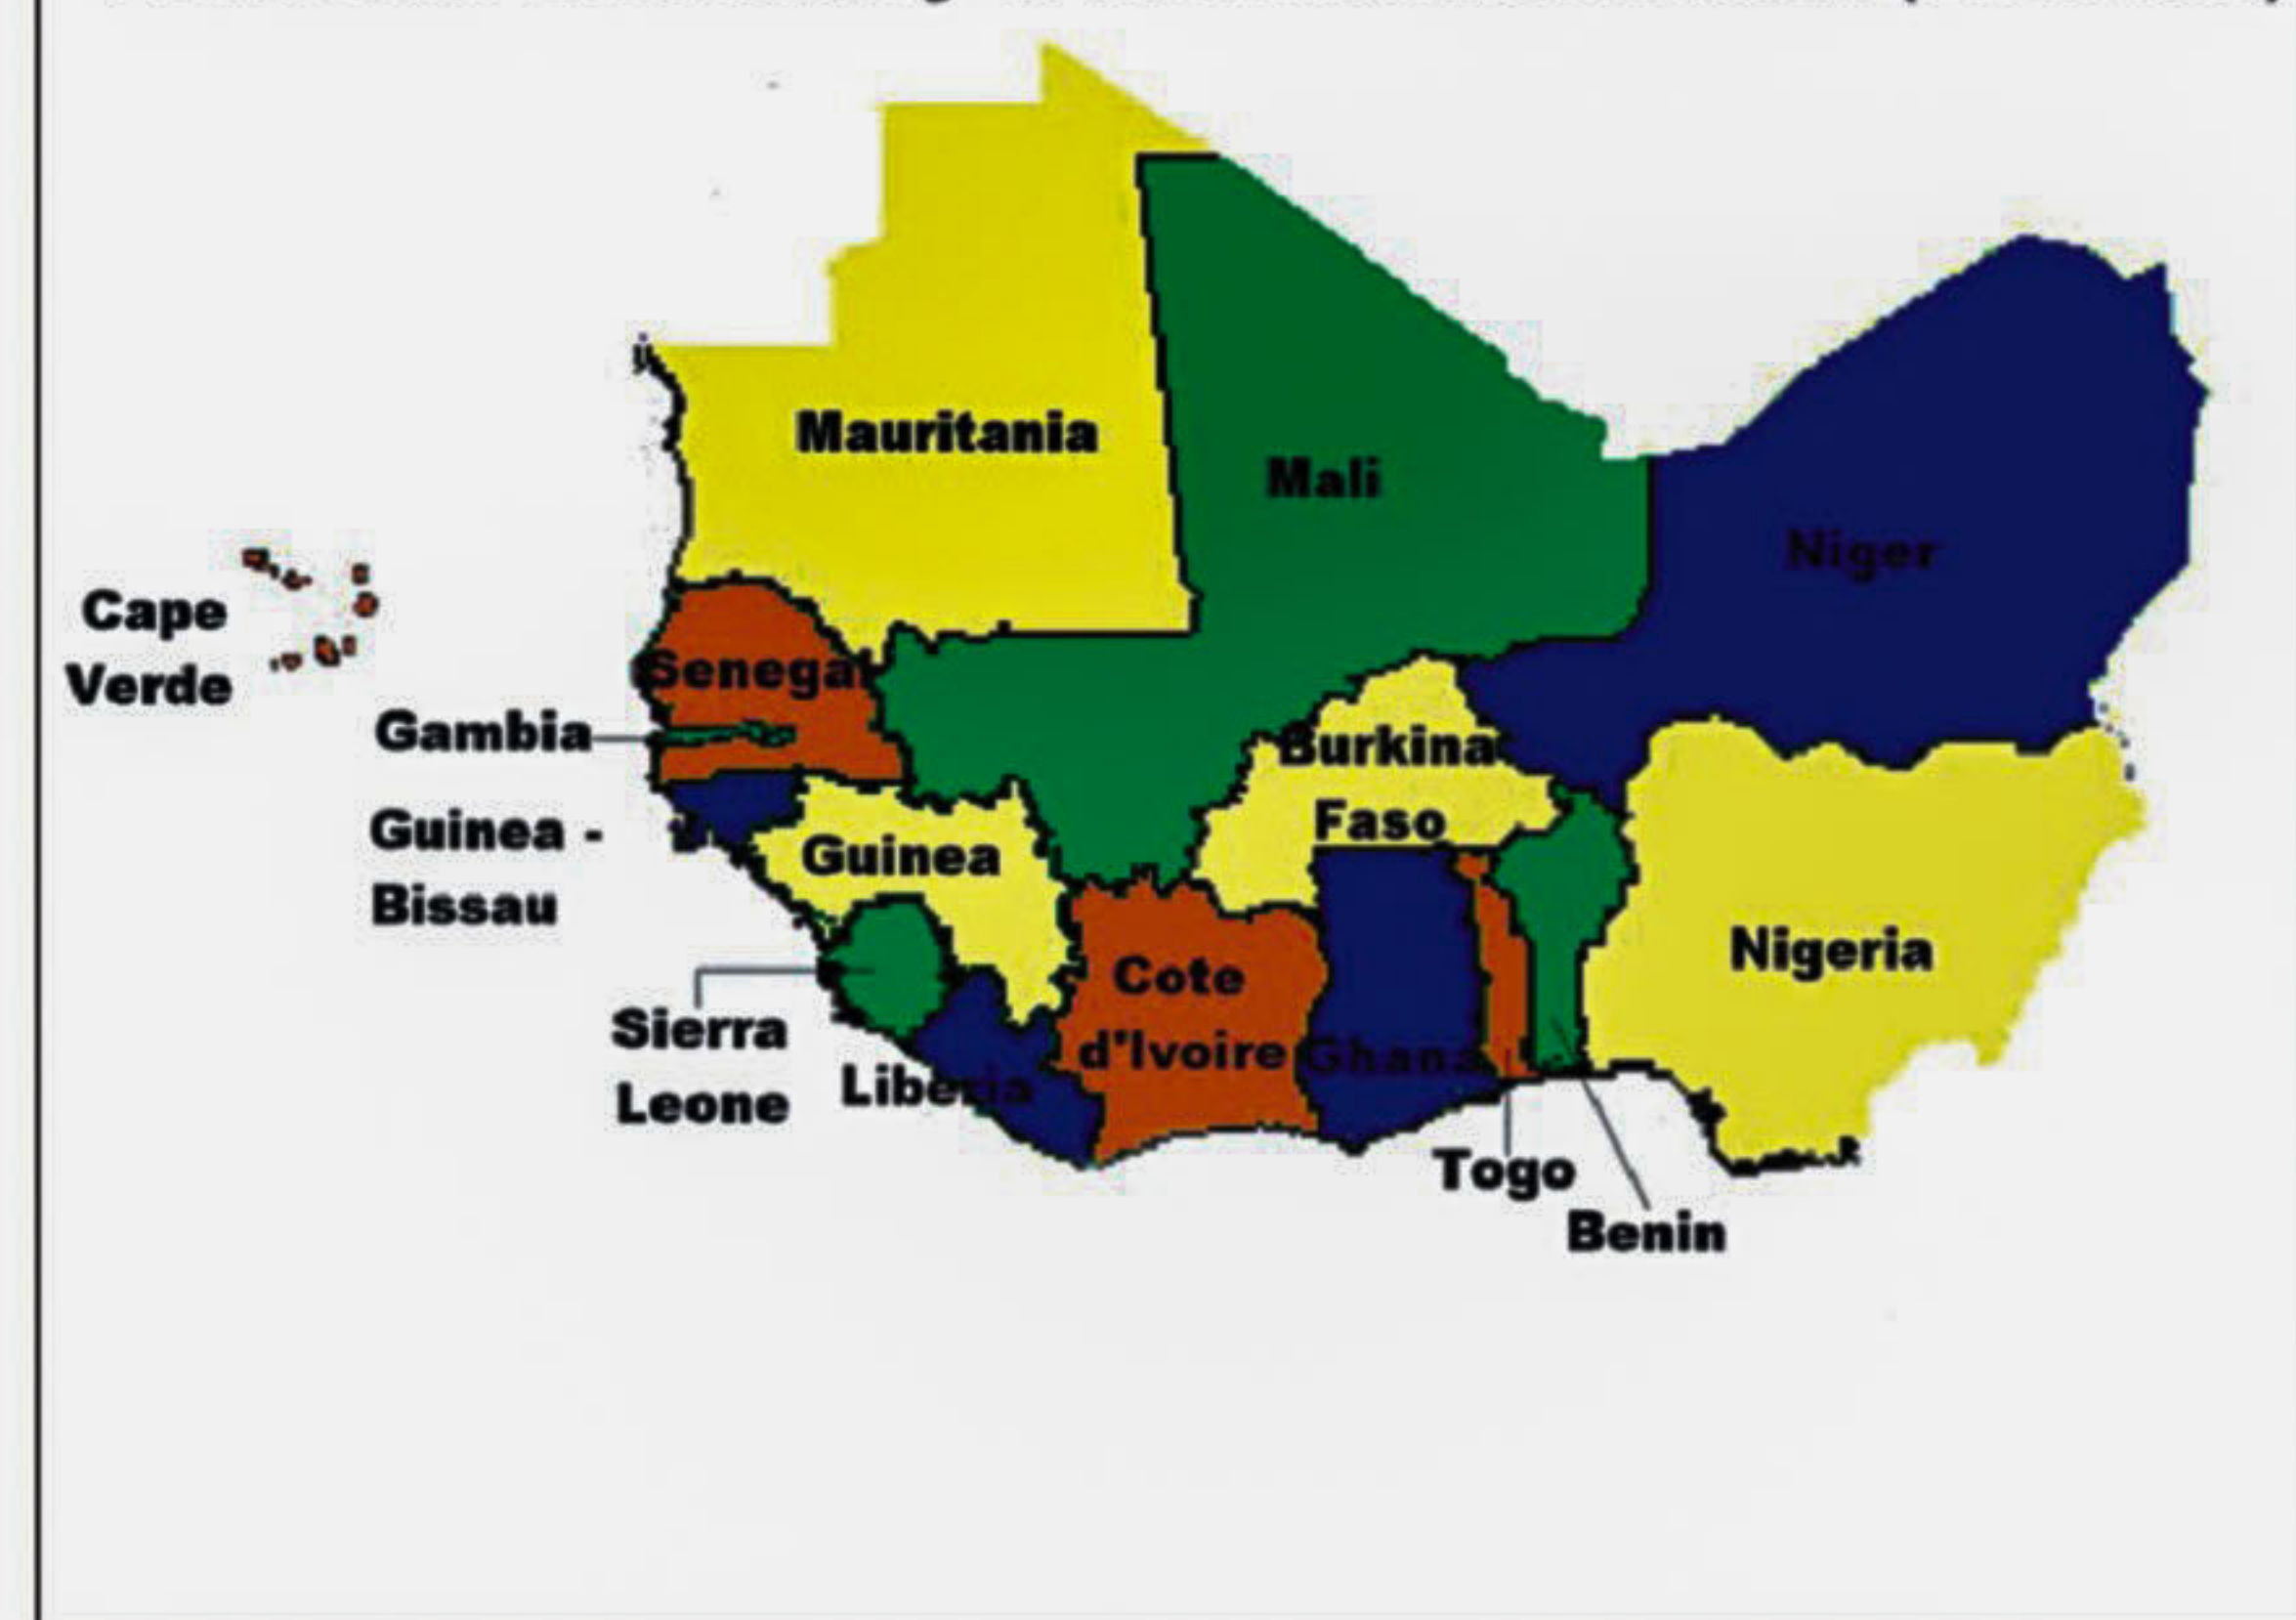 Mauritania
Mali
Niger
Cape
Verde
Senegal
Gambia
Burkina
Faso
Guinea -
Bissau
Guinea
Nigeria
Cote
d'Ivoire
Ghana
Sierra
Leone
Liberia
Togo
Benin